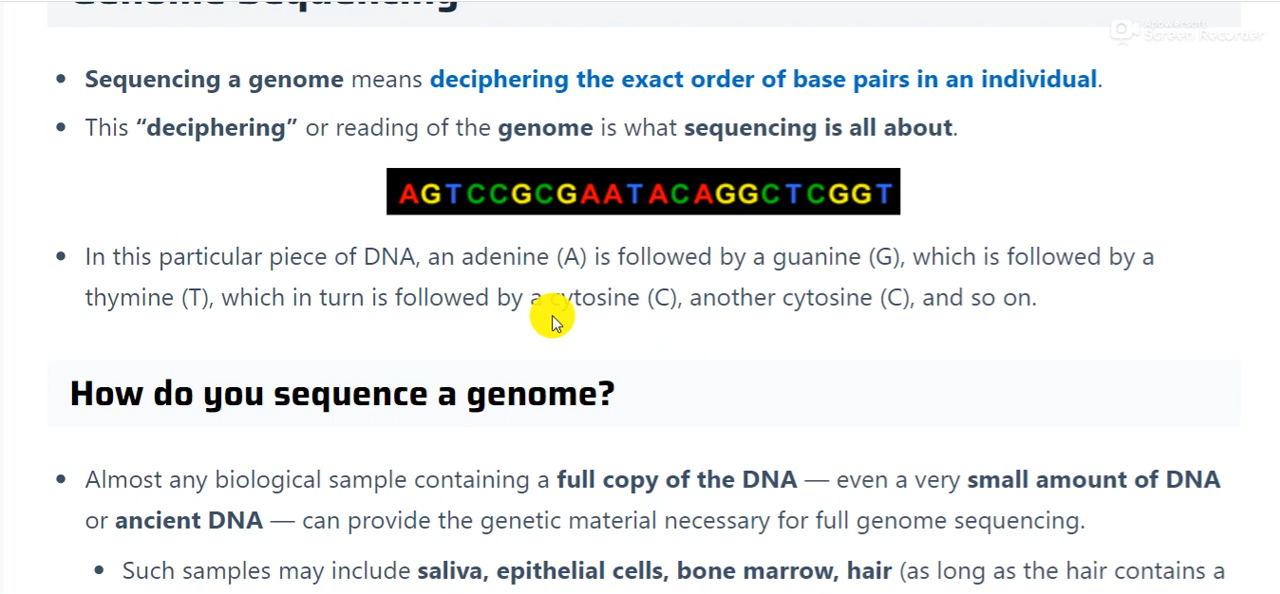 Genome Sequencing
Apowersoft
Screen Recorder
• Sequencing a genome means deciphering the exact order of base pairs in an individual.
• This “deciphering” or reading of the genome is what sequencing is all about.
AGTCCGCGAATACAGGCTCGGT
• In this particular piece of DNA, an adenine (A) is followed by a guanine (G), which is followed by a
thymine (T), which in turn is followed by a cytosine (C), another cytosine (C), and so on.
How do you sequence a genome?
• Almost any biological sample containing a full copy of the DNA — even a very small amount of DNA
or ancient DNA — can provide the genetic material necessary for full genome sequencing.
• Such samples may include saliva, epithelial cells, bone marrow, hair (as long as the hair contains a